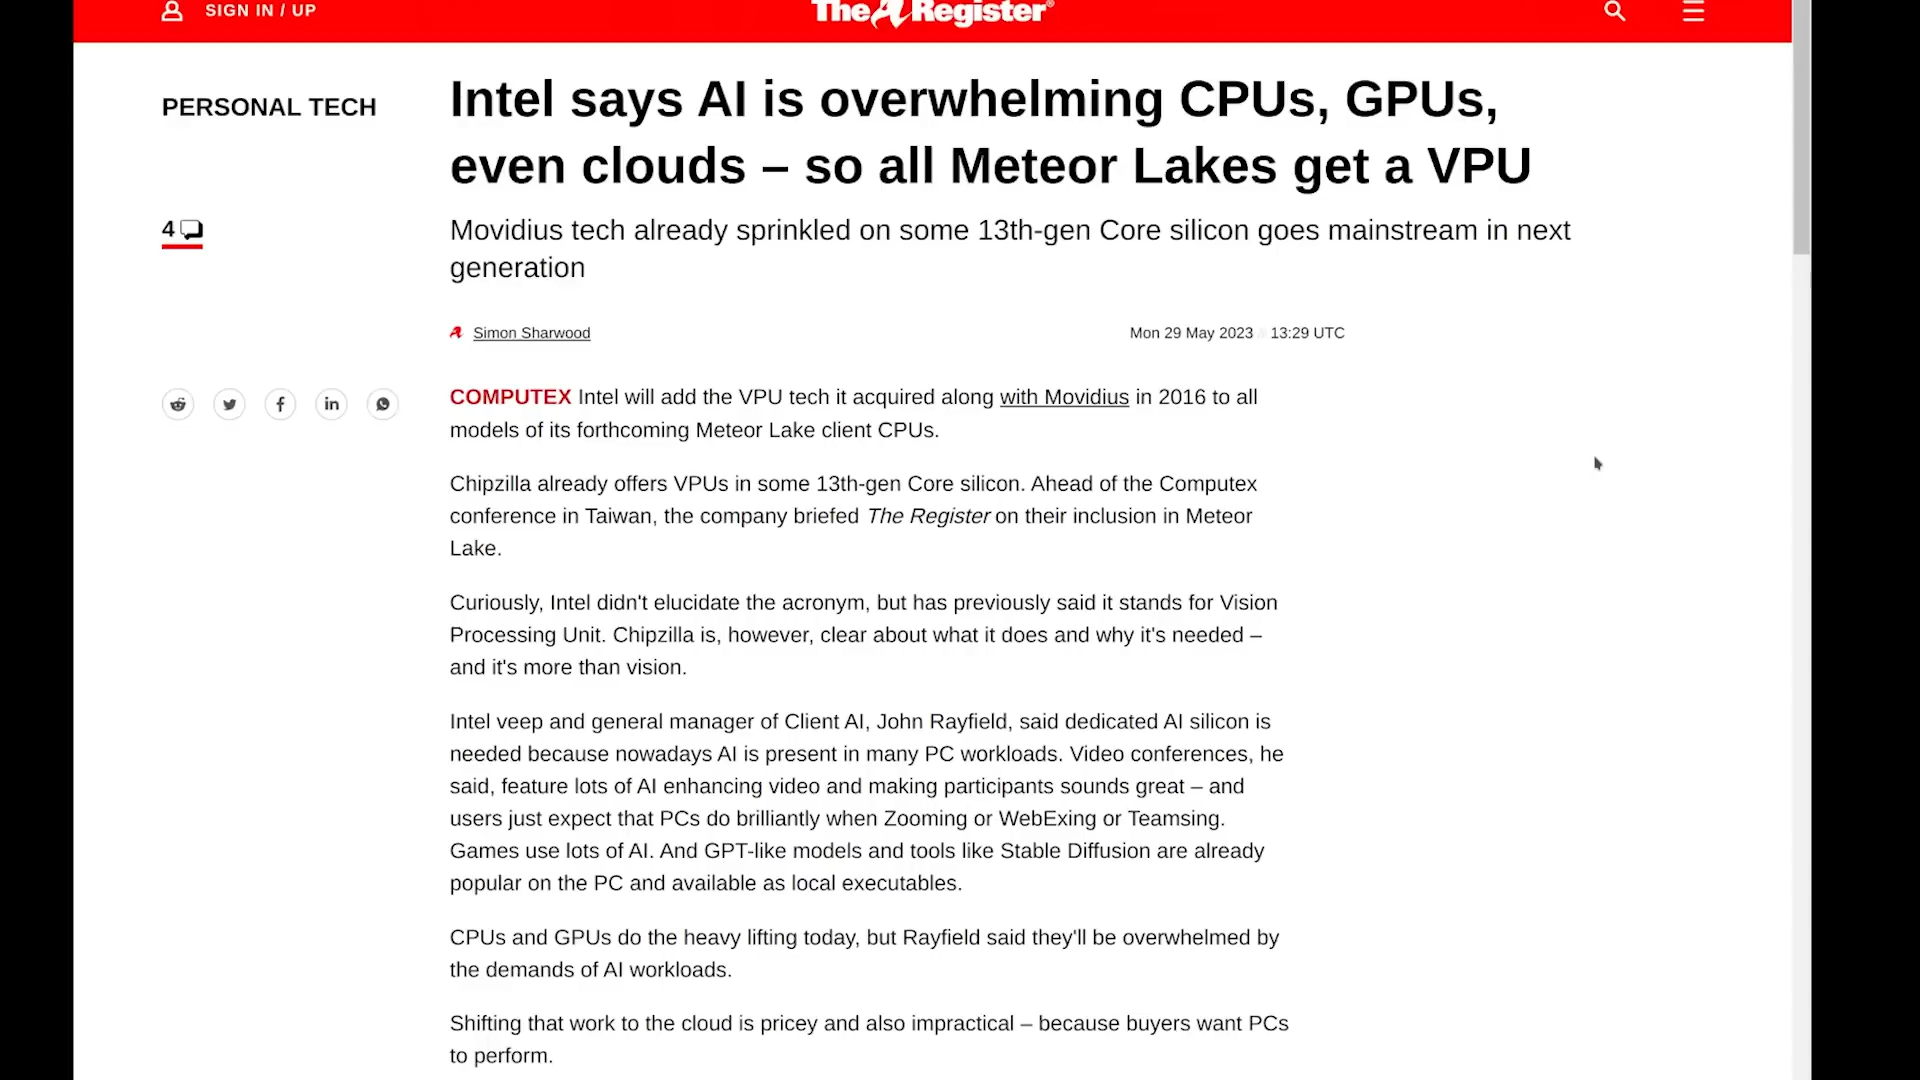 SIGN IN / UP
The Register®
PERSONAL TECH
Intel says AI is overwhelming CPUs, GPUs,
even clouds – so all Meteor Lakes get a VPU
4
Movidius tech already sprinkled on some 13th-gen Core silicon goes mainstream in next
generation
Simon Sharwood
Mon 29 May 2023 // 13:29 UTC
COMPUTEX Intel will add the VPU tech it acquired along with Movidius in 2016 to all
models of its forthcoming Meteor Lake client CPUs.
Chipzilla already offers VPUs in some 13th-gen Core silicon. Ahead of the Computex
conference in Taiwan, the company briefed The Register on their inclusion in Meteor
Lake.
Curiously, Intel didn't elucidate the acronym, but has previously said it stands for Vision
Processing Unit. Chipzilla is, however, clear about what it does and why it's needed –
and it's more than vision.
Intel veep and general manager of Client AI, John Rayfield, said dedicated AI silicon is
needed because nowadays AI is present in many PC workloads. Video conferences, he
said, feature lots of AI enhancing video and making participants sounds great – and
users just expect that PCs do brilliantly when Zooming or WebExing or Teamsing.
Games use lots of AI. And GPT-like models and tools like Stable Diffusion are already
popular on the PC and available as local executables.
CPUs and GPUs do the heavy lifting today, but Rayfield said they'll be overwhelmed by
the demands of AI workloads.
Shifting that work to the cloud is pricey and also impractical – because buyers want PCs
to perform.